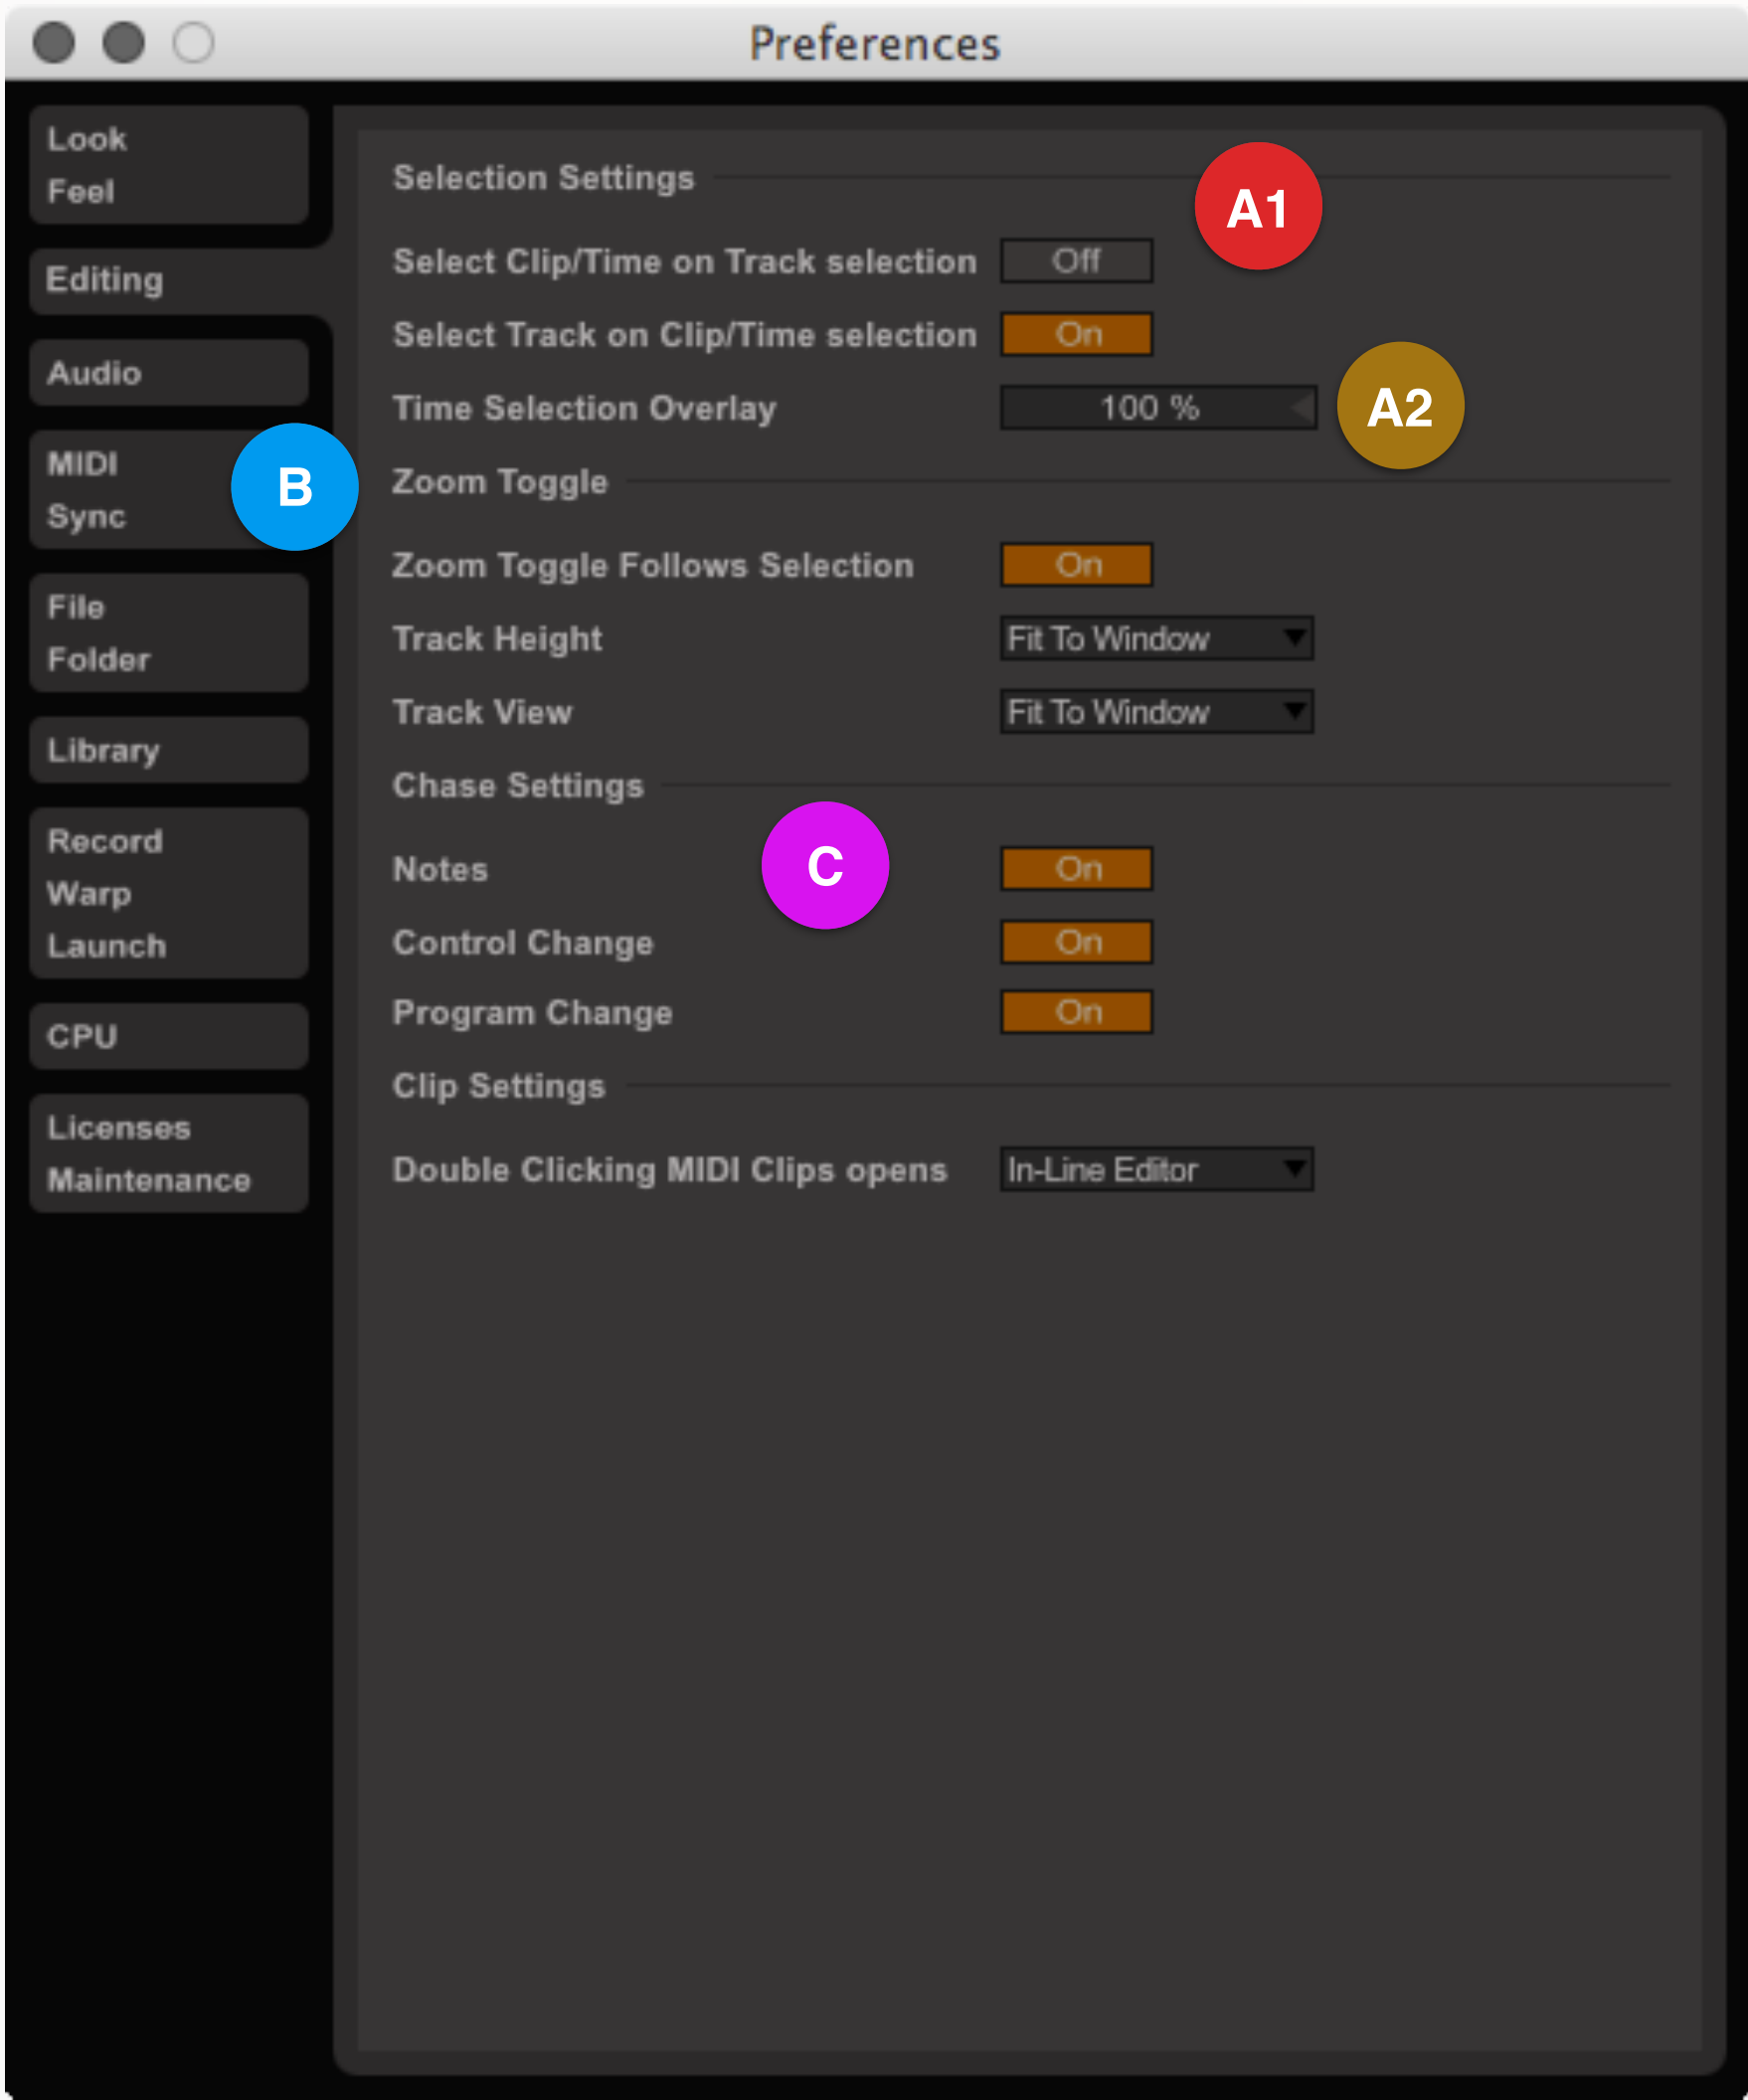 Preferences
Look
Feel
Editing
Audio
MIDI
Sync
B
File
Folder
Library
Record
Warp
Launch
CPU
Licenses
Maintenance
Selection Settings
A1
Select Clip/Time on Track selection Off
Select Track on Clip/Time selection On
Time Selection Overlay 100 % A2
Zoom Toggle
Zoom Toggle Follows Selection On
Track Height Fit To Window
Track View Fit To Window
Chase Settings
Notes C On
Control Change On
Program Change On
Clip Settings
Double Clicking MIDI Clips opens In-Line Editor